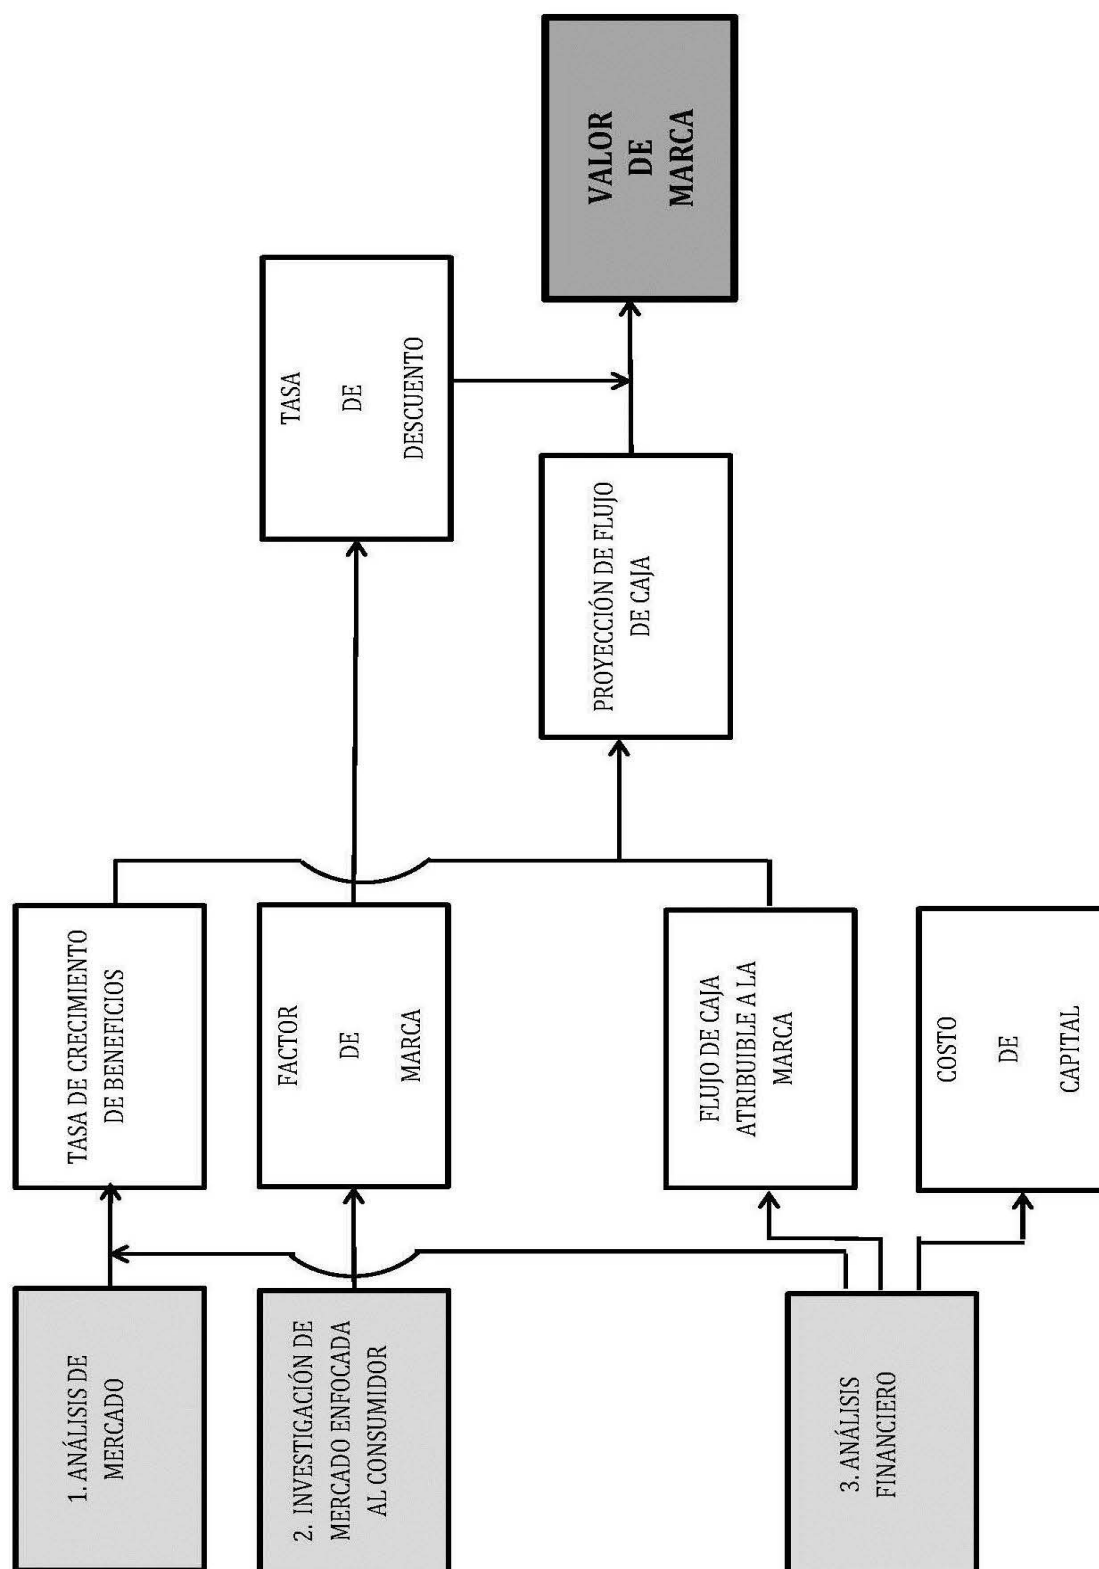 1. ANÁLISIS DE
MERCADO
2. INVESTIGACIÓN DE
MERCADO ENFOCADA
AL CONSUMIDOR
3. ANÁLISIS
FINANCIERO
TASA DE CRECIMIENTO
DE BENEFICIOS
FACTOR
DE
MARCA
FLUJO DE CAJA
ATRIBUIBLE A LA
MARCA
COSTO
DE
CAPITAL
TASA
DE
DESCUENTO
PROYECCIÓN DE FLUJO
DE CAJA
VALOR
DE
MARCA